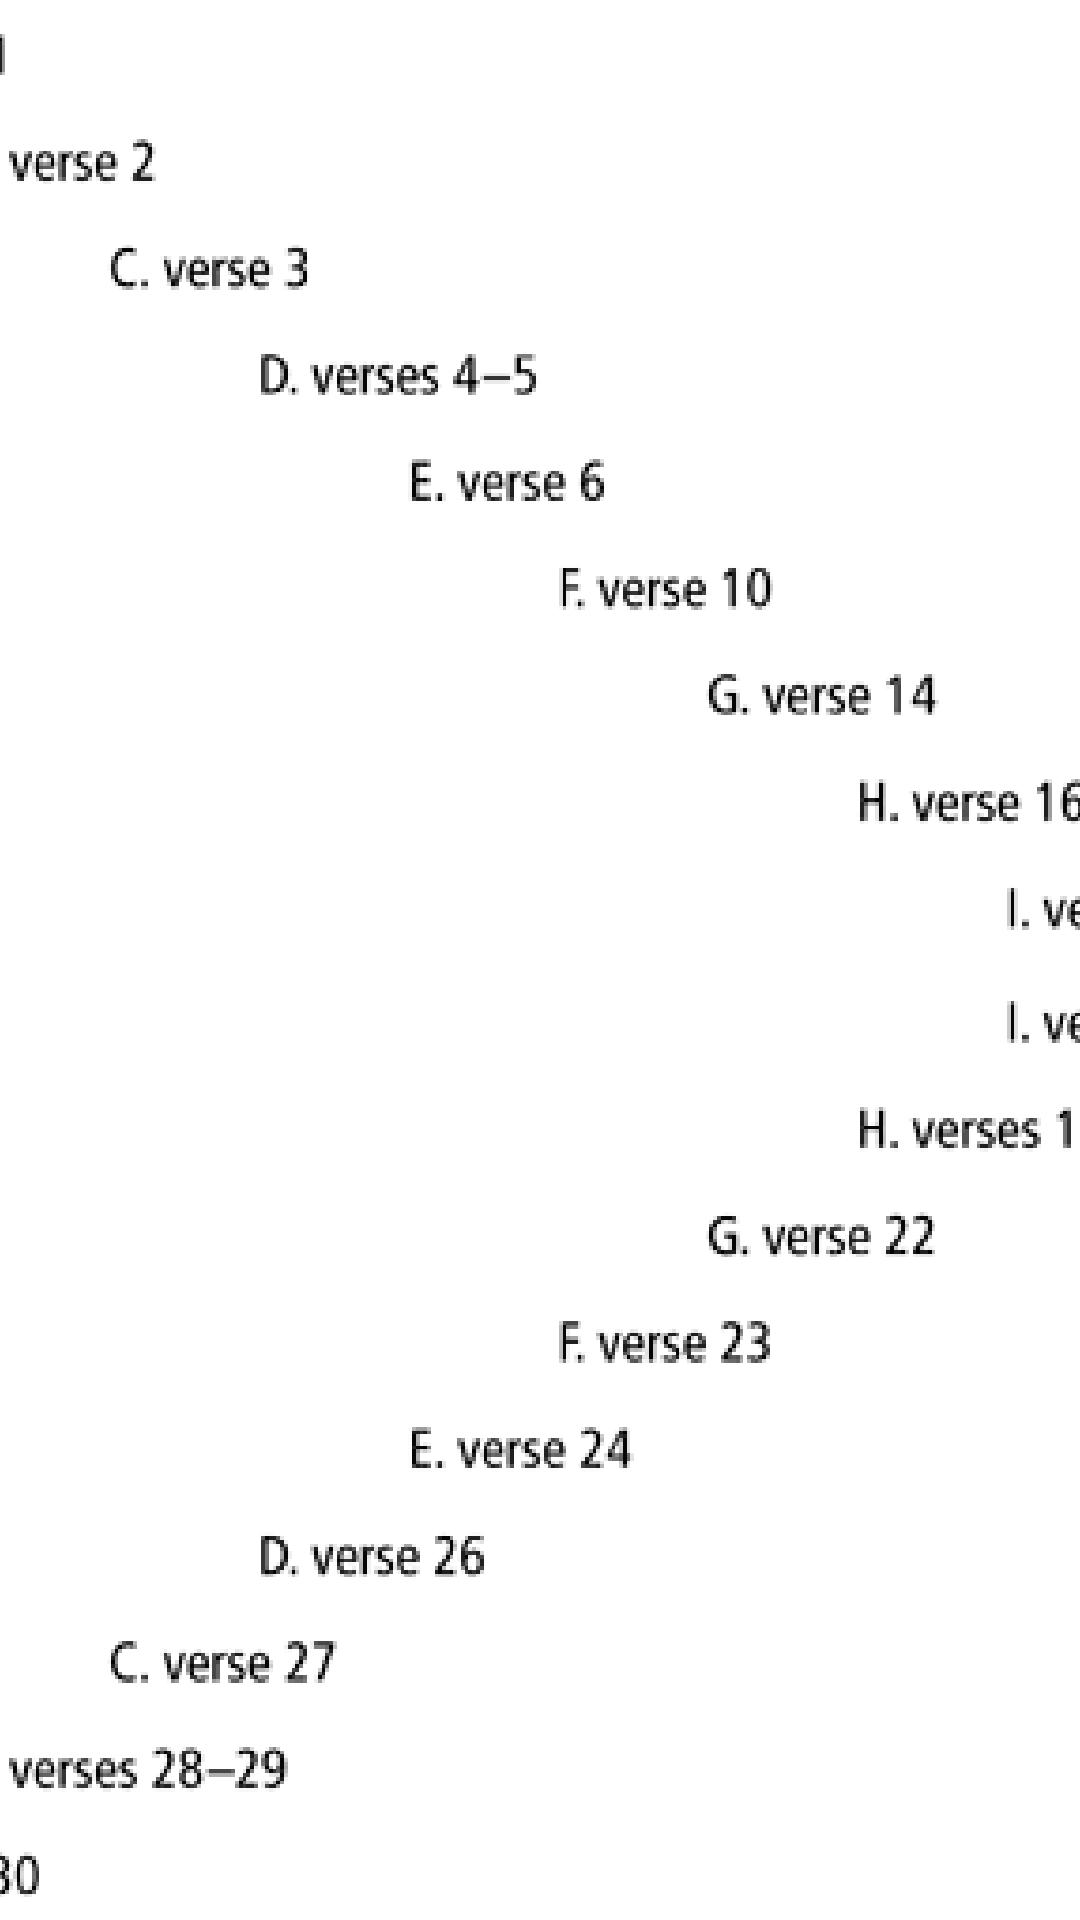 verse 2
C. verse 3
D. verses 4–5
E. verse 6
F. verse 10
G. verse 14
H. verse 16
I.
I.
H. verses
G. verse 22
F. verse 23
E. verse 24
D. verse 26
C. verse 27
verses 28–29
30